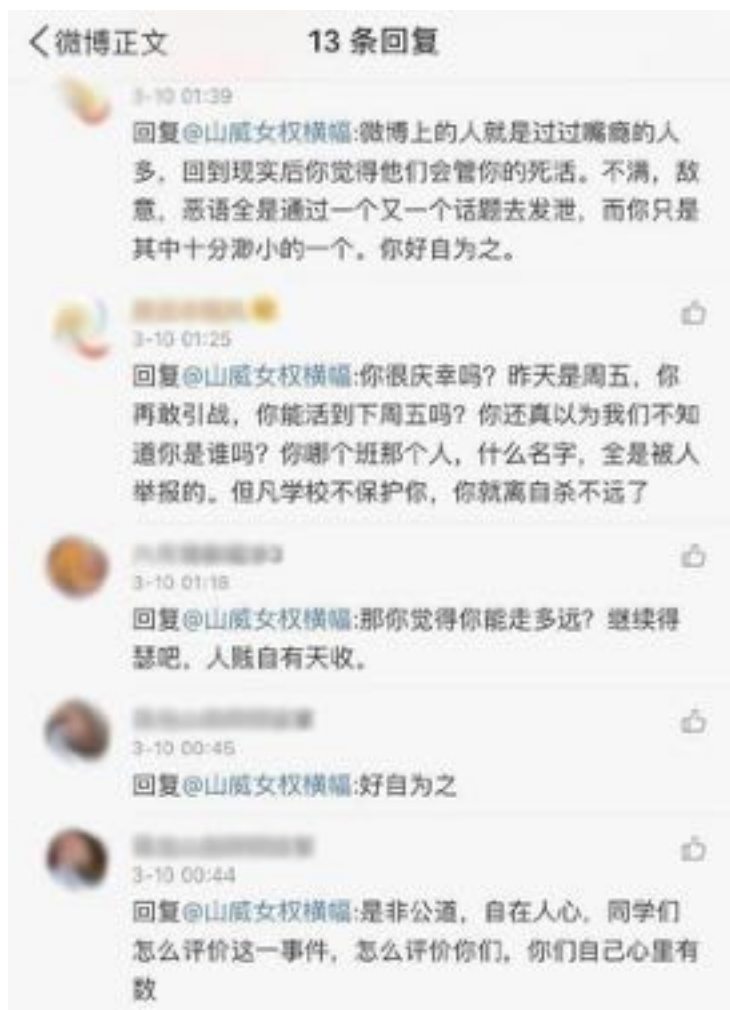 微博正文
13 条回复
3-10 01:39
回复@山威女权横幅:微博上的人就是过过嘴瘾的人
多，回到现实后你觉得他们会管你的死活。不满，敌
意，恶语全是通过一个又一个话题去发泄，而你只是
其中十分渺小的一个。你好自为之。
3-10 01:25
回复@山威女权横幅:你很庆幸吗？昨天是周五，你
再敢引战，你能活到下周五吗？你还真以为我们不知
道你是谁吗？你哪个班那个人，什么名字，全是被人
举报的。但凡学校不保护你，你就离自杀不远了
3-10 01:18
回复@山威女权横幅:那你觉得你能走多远？继续得
瑟吧，人贱自有天收。
3-10 00:45
回复@山威女权横幅:好自为之
3-10 00:44
回复@山威女权横幅:是非公道，自在人心，同学们
怎么评价这一事件，怎么评价你们，你们自己心里有
数